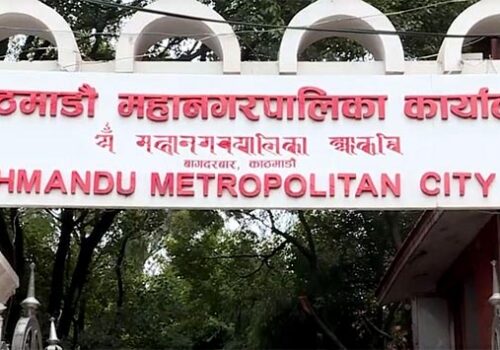 ाठमाडौ महानगरपालिका कार्याल
बागदरबार, काठमाडौ
HMANDU METROPOLITAN CITY